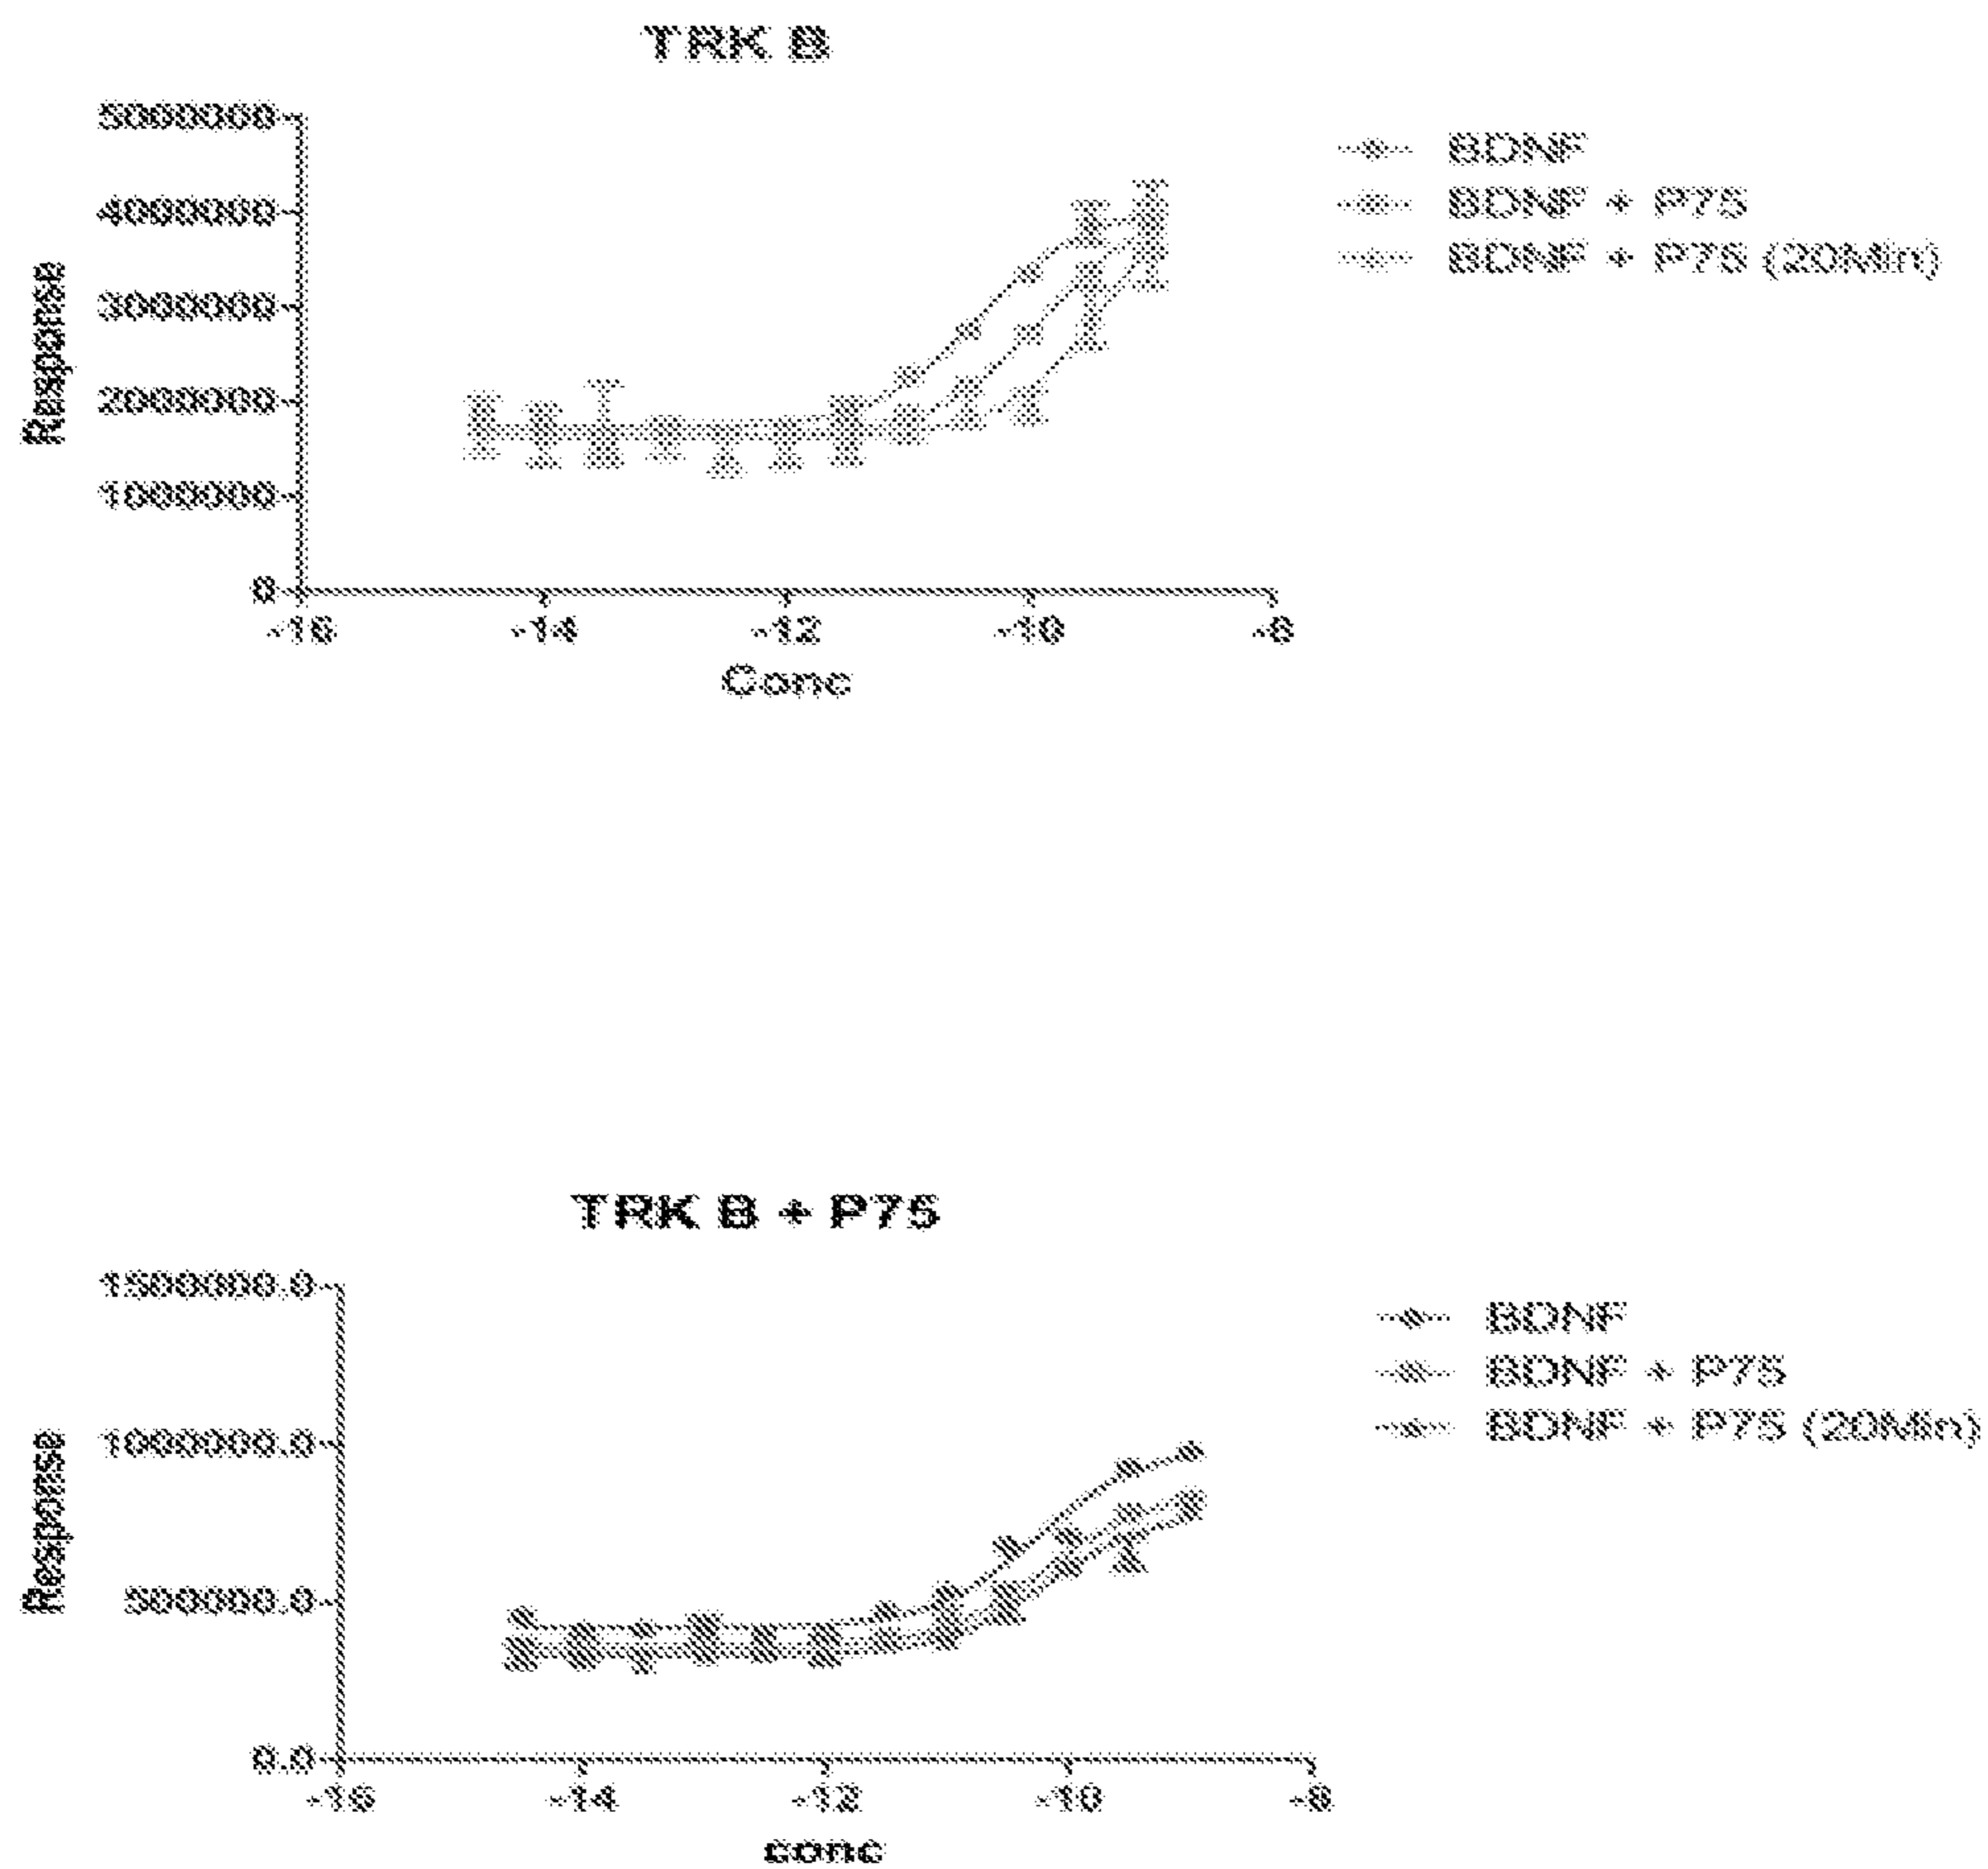 TRK B
5000000
4000000
3000000
2000000
1000000
0
Response
-16
-14
-12
-10
-8
Conc
BDNF
BDNF + P75
BDNF + P75 (20Min)
TRK B + P75
1500000.0
1000000.0
500000.0
0.0
Response
-16
-14
-12
-10
-8
conc
BDNF
BDNF + P75
BDNF + P75 (20Min)